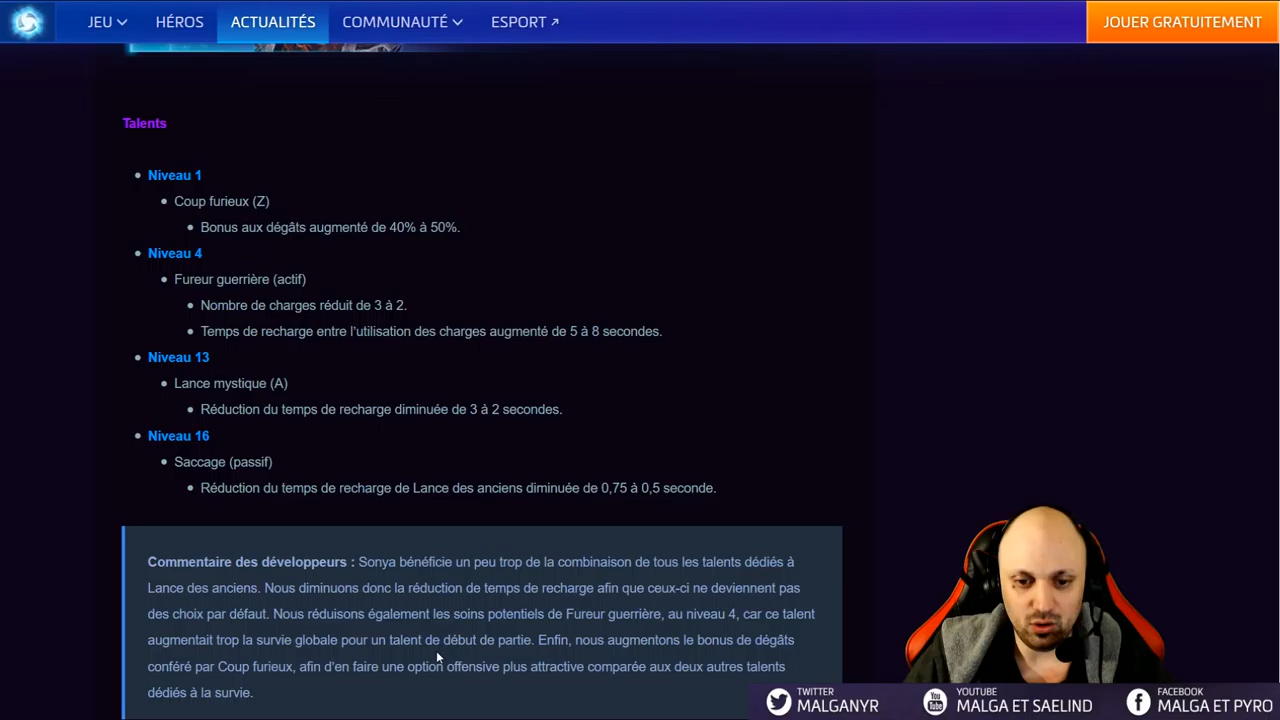 JEU
HÉROS
ACTUALITÉS
COMMUNAUTÉ
ESPORT
JOUER GRATUITEMENT
Talents
Niveau 1
Coup furieux (Z)
Bonus aux dégâts augmenté de 40% à 50%.
Niveau 4
Fureur guerrière (actif)
Nombre de charges réduit de 3 à 2.
Temps de recharge entre l'utilisation des charges augmenté de 5 à 8 secondes.
Niveau 13
Lance mystique (A)
Réduction du temps de recharge diminuée de 3 à 2 secondes.
Niveau 16
Saccage (passif)
Réduction du temps de recharge de Lance des anciens diminuée de 0,75 à 0,5 seconde.
Commentaire des développeurs : Sonya bénéficie un peu trop de la combinaison de tous les talents dédiés à
Lance des anciens. Nous diminuons donc la réduction de temps de recharge afin que ceux-ci ne deviennent pas
des choix par défaut. Nous réduisons également les soins potentiels de Fureur guerrière, au niveau 4, car ce talent
augmentait trop la survie globale pour un talent de début de partie. Enfin, nous augmentons le bonus de dégâts
conféré par Coup furieux, afin d'en faire une option offensive plus attractive comparée aux deux autres talents
dédiés à la survie.
TWITTER
MALGANYR
YOUTUBE
MALGA ET SAELIND
FACEBOOK
MALGA ET PYRO